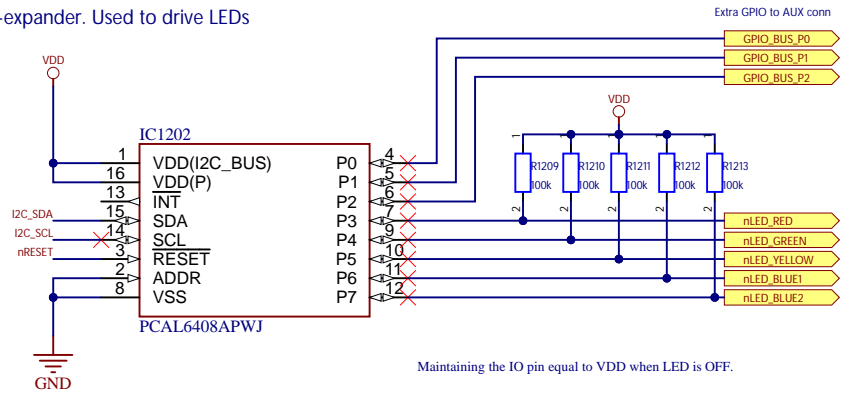 -expander. Used to drive LEDs
Extra GPIO to AUX conn
GPIO_BUS_P0
GPIO_BUS_P1
GPIO_BUS_P2
VDD
VDD
IC1202
1 VDD(I2C_BUS) P0 4
16 VDD(P) P1 5
13 INT P2 6
I2C_SDA 15 SDA P3 7
I2C_SCL 14 SCL P4 9
nRESET 3 RESET P5 10
2 ADDR P6 11
8 VSS P7 12
PCAL6408APWJ
1 1 1 1 1
R1209 R1210 R1211 R1212 R1213
100k 100k 100k 100k 100k
2 2 2 2 2
nLED_RED
nLED_GREEN
nLED_YELLOW
nLED_BLUE1
nLED_BLUE2
GND
Maintaining the IO pin equal to VDD when LED is OFF.